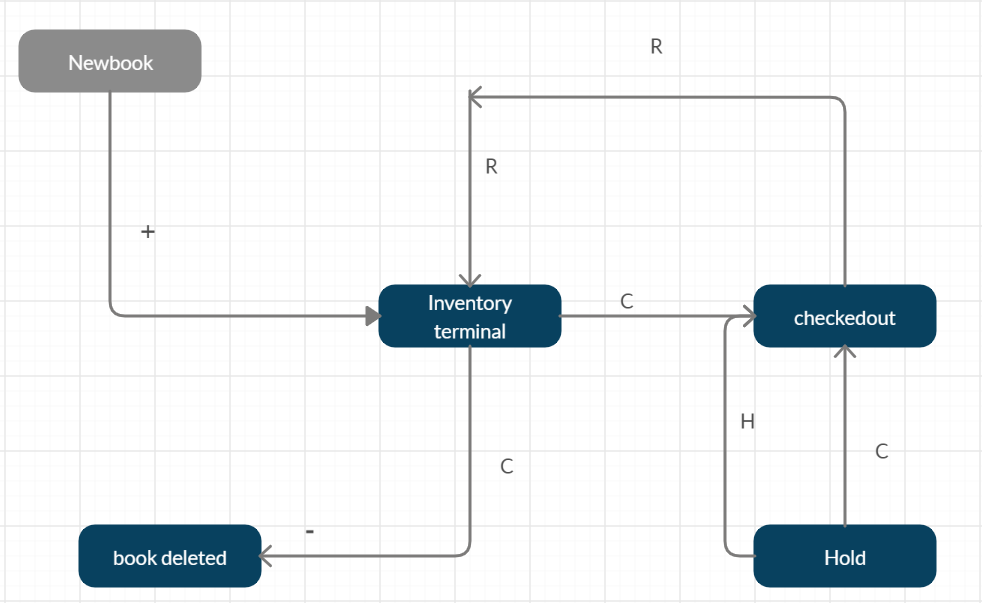 R
Newbook
R
+
Inventory
terminal
C
checkedout
H
C
C
-
book deleted
Hold